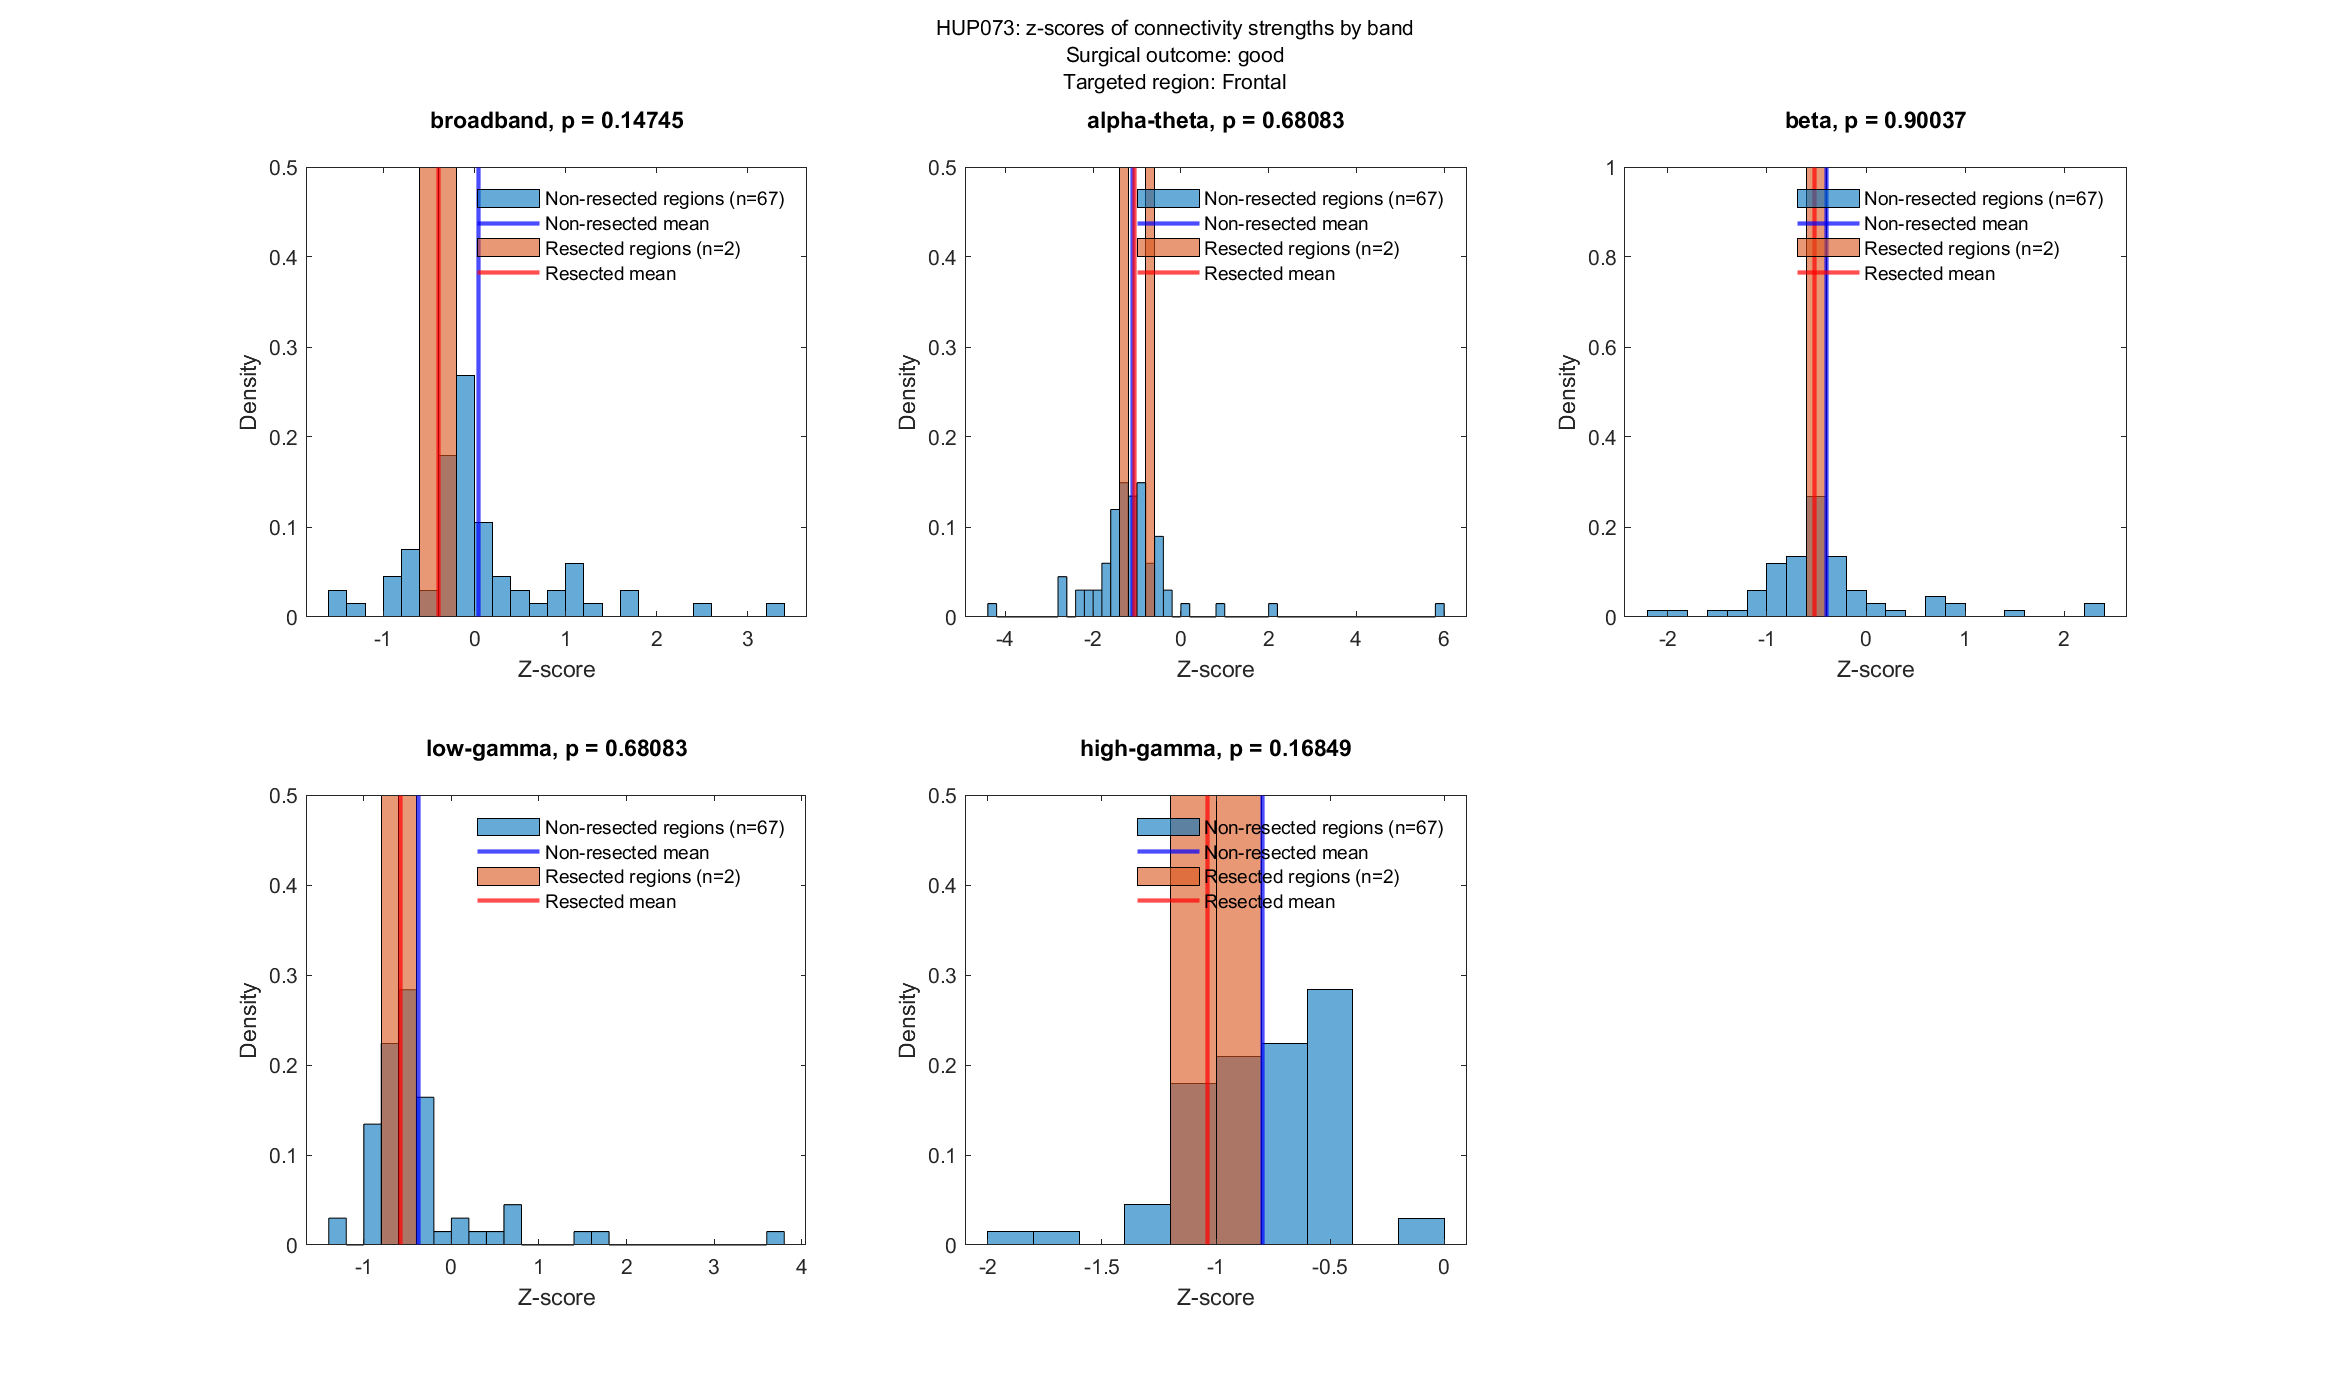 HUP073: z-scores of connectivity strengths by band
Surgical outcome: good
Targeted region: Frontal
broadband, p = 0.14745
Density
0.5
0.4
0.3
0.2
0.1
0
Non-resected regions (n=67)
Non-resected mean
Resected regions (n=2)
Resected mean
-1
0
1
2
3
Z-score
alpha-theta, p = 0.68083
Density
0.5
0.4
0.3
0.2
0.1
0
Non-resected regions (n=67)
Non-resected mean
Resected regions (n=2)
Resected mean
-4
-2
0
2
4
6
Z-score
beta, p = 0.90037
Density
1
0.8
0.6
0.4
0.2
0
Non-resected regions (n=67)
Non-resected mean
Resected regions (n=2)
Resected mean
-2
-1
0
1
2
Z-score
low-gamma, p = 0.68083
Density
0.5
0.4
0.3
0.2
0.1
0
Non-resected regions (n=67)
Non-resected mean
Resected regions (n=2)
Resected mean
-1
0
1
2
3
4
Z-score
high-gamma, p = 0.16849
Density
0.5
0.4
0.3
0.2
0.1
0
Non-resected regions (n=67)
Non-resected mean
Resected regions (n=2)
Resected mean
-2
-1.5
-1
-0.5
0
Z-score